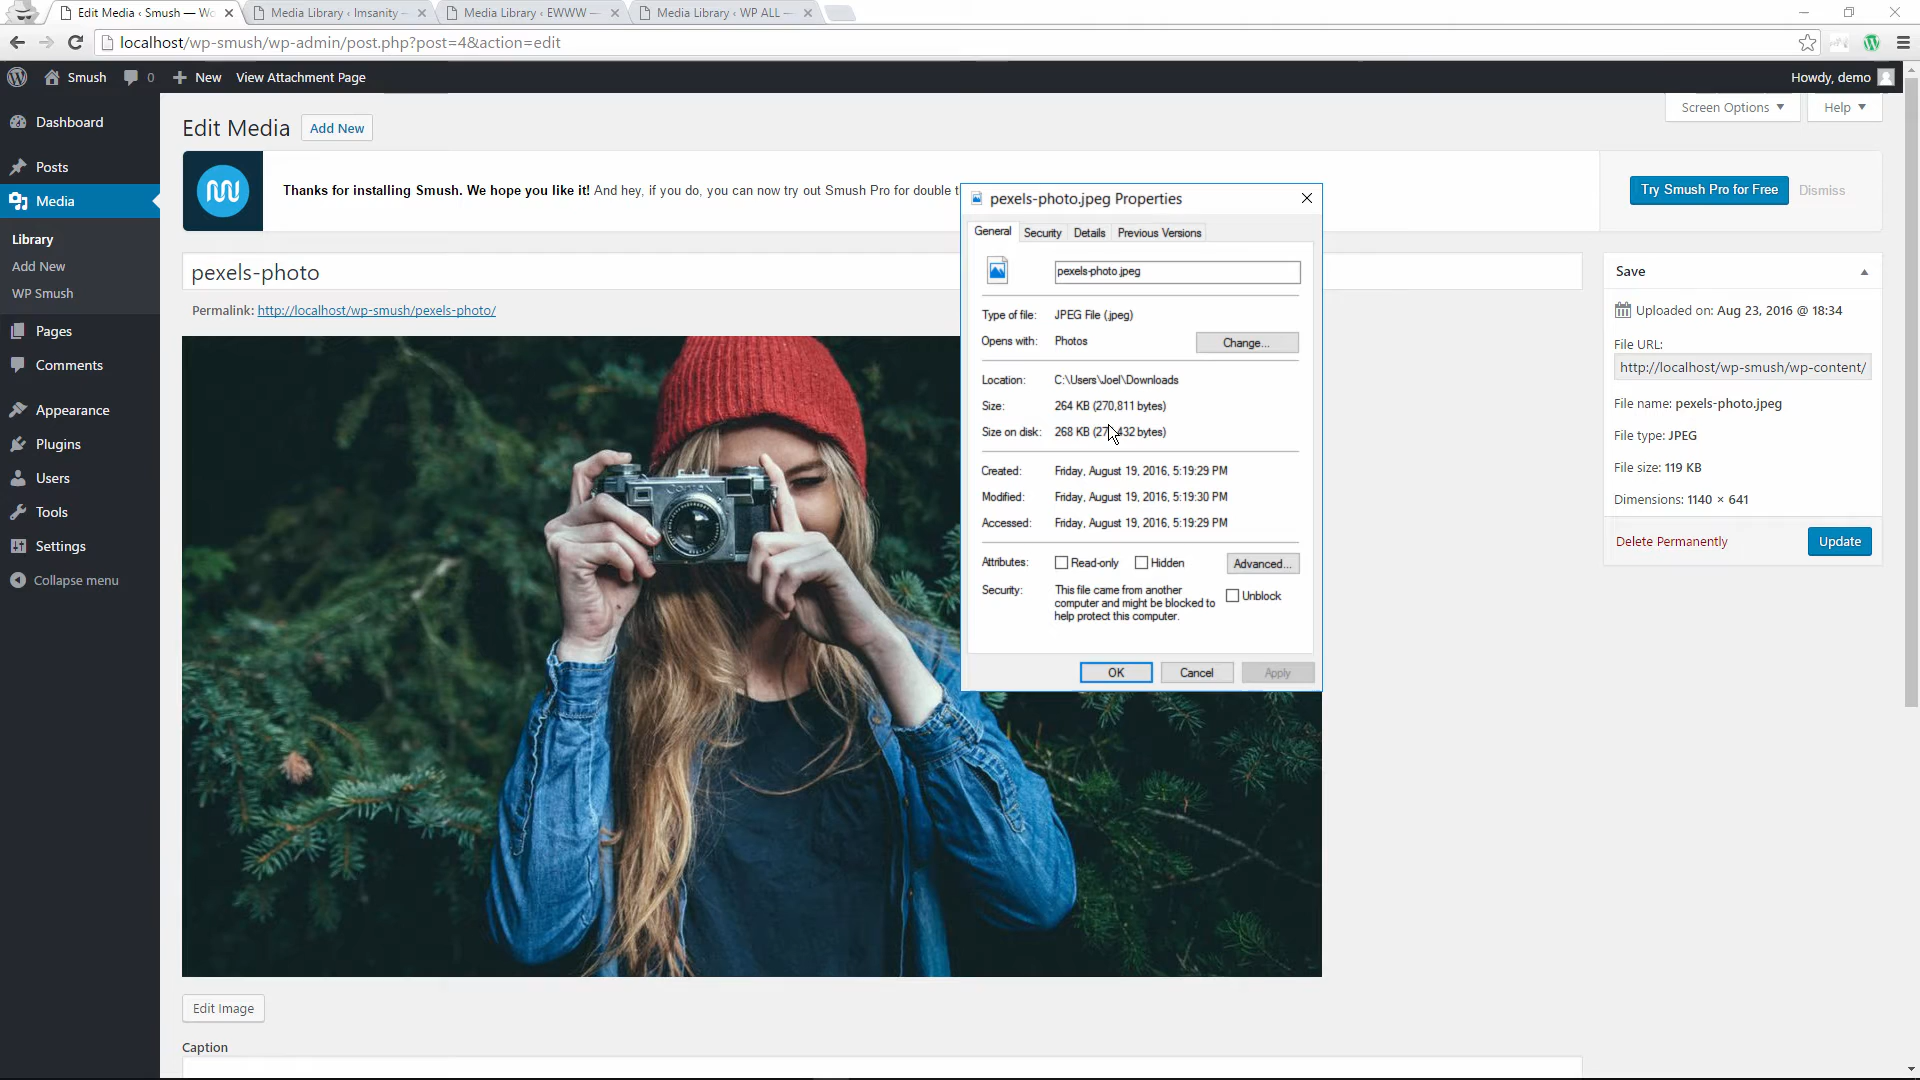 Edit Media ‹ Smush — Wo
Media Library ‹ Imsanity —
Media Library ‹ EWWW —
Media Library ‹ WP ALL —
localhost/wp-smush/wp-admin/post.php?post=4&action=edit
Smush
0
New
View Attachment Page
Howdy, demo
Dashboard
Posts
Media
Library
Add New
WP Smush
Pages
Comments
Appearance
Plugins
Users
Tools
Settings
Collapse menu
Screen Options
Help
Edit Media
Add New
Thanks for installing Smush. We hope you like it! And hey, if you do, you can now try out Smush Pro for double t
Try Smush Pro for Free
Dismiss
pexels-photo
Permalink: http://localhost/wp-smush/pexels-photo/
pexels-photo.jpeg Properties
General
Security
Details
Previous Versions
pexels-photo.jpeg
Type of file: JPEG File (.jpeg)
Opens with: Photos
Change...
Location: C:\Users\Joel\Downloads
Size: 264 KB (270,811 bytes)
Size on disk: 268 KB bytes)
Created: Friday, August 19, 2016, 5:19:29 PM
Modified: Friday, August 19, 2016, 5:19:30 PM
Accessed: Friday, August 19, 2016, 5:19:29 PM
Attributes:
Read-only
Hidden
Advanced...
Security: This file came from another
computer and might be blocked to
help protect this computer.
Unblock
OK
Cancel
Apply
CONTAX
Save
Uploaded on: Aug 23, 2016 @ 18:34
File URL:
http://localhost/wp-smush/wp-content/
File name: pexels-photo.jpeg
File type: JPEG
File size: 119 KB
Dimensions: 1140 × 641
Delete Permanently
Update
Edit Image
Caption